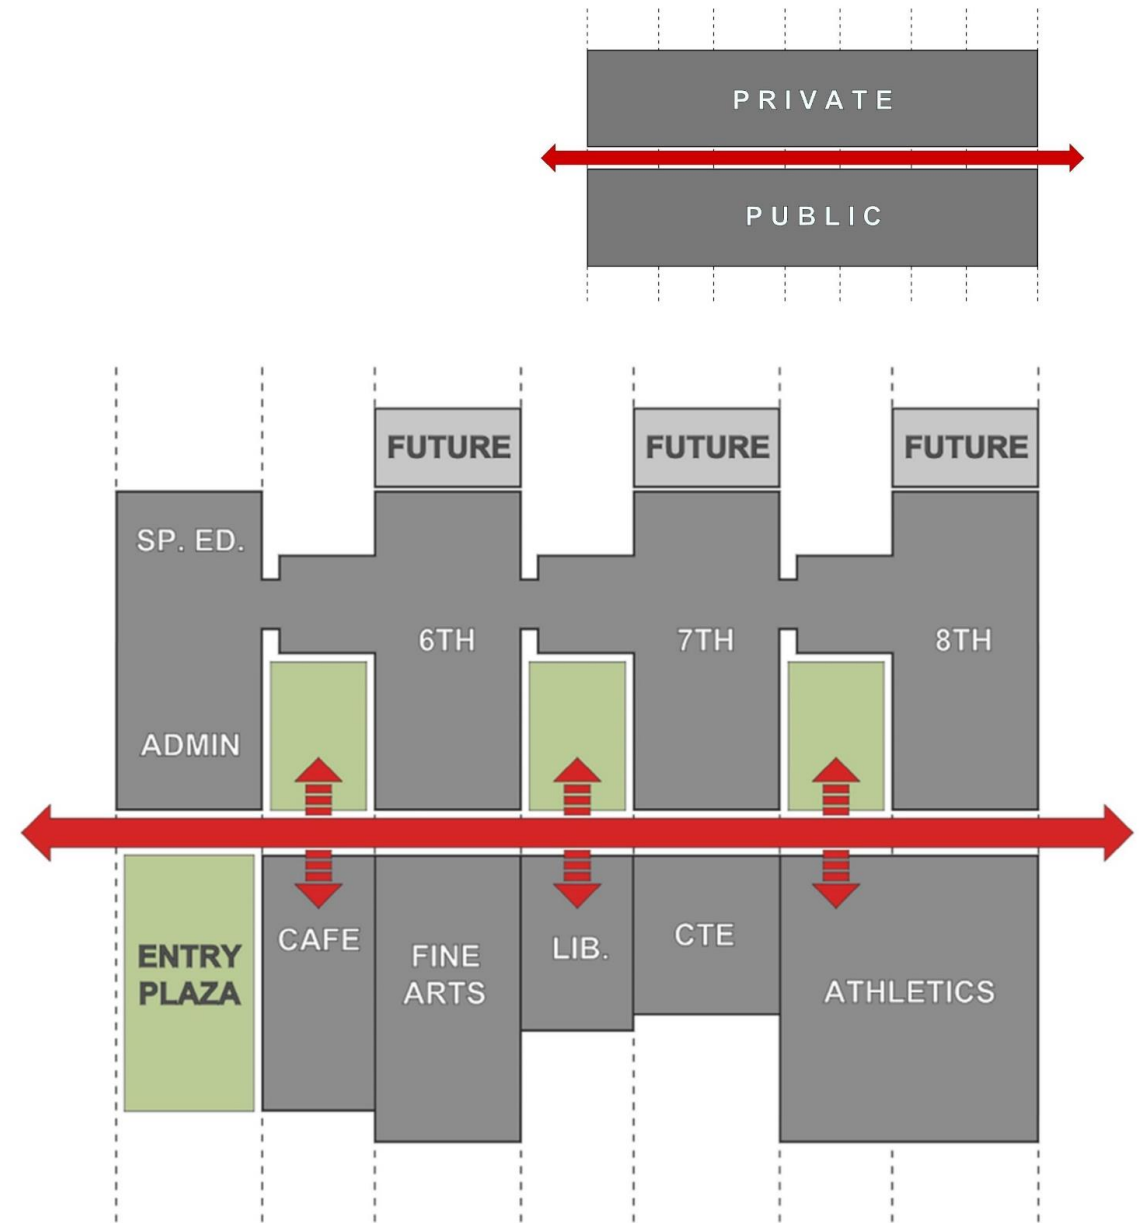 PRIVATE
PUBLIC
FUTURE
FUTURE
FUTURE
SP. ED.
6TH
7TH
8TH
ADMIN
ENTRY
PLAZA
CAFE
FINE
ARTS
LIB.
CTE
ATHLETICS